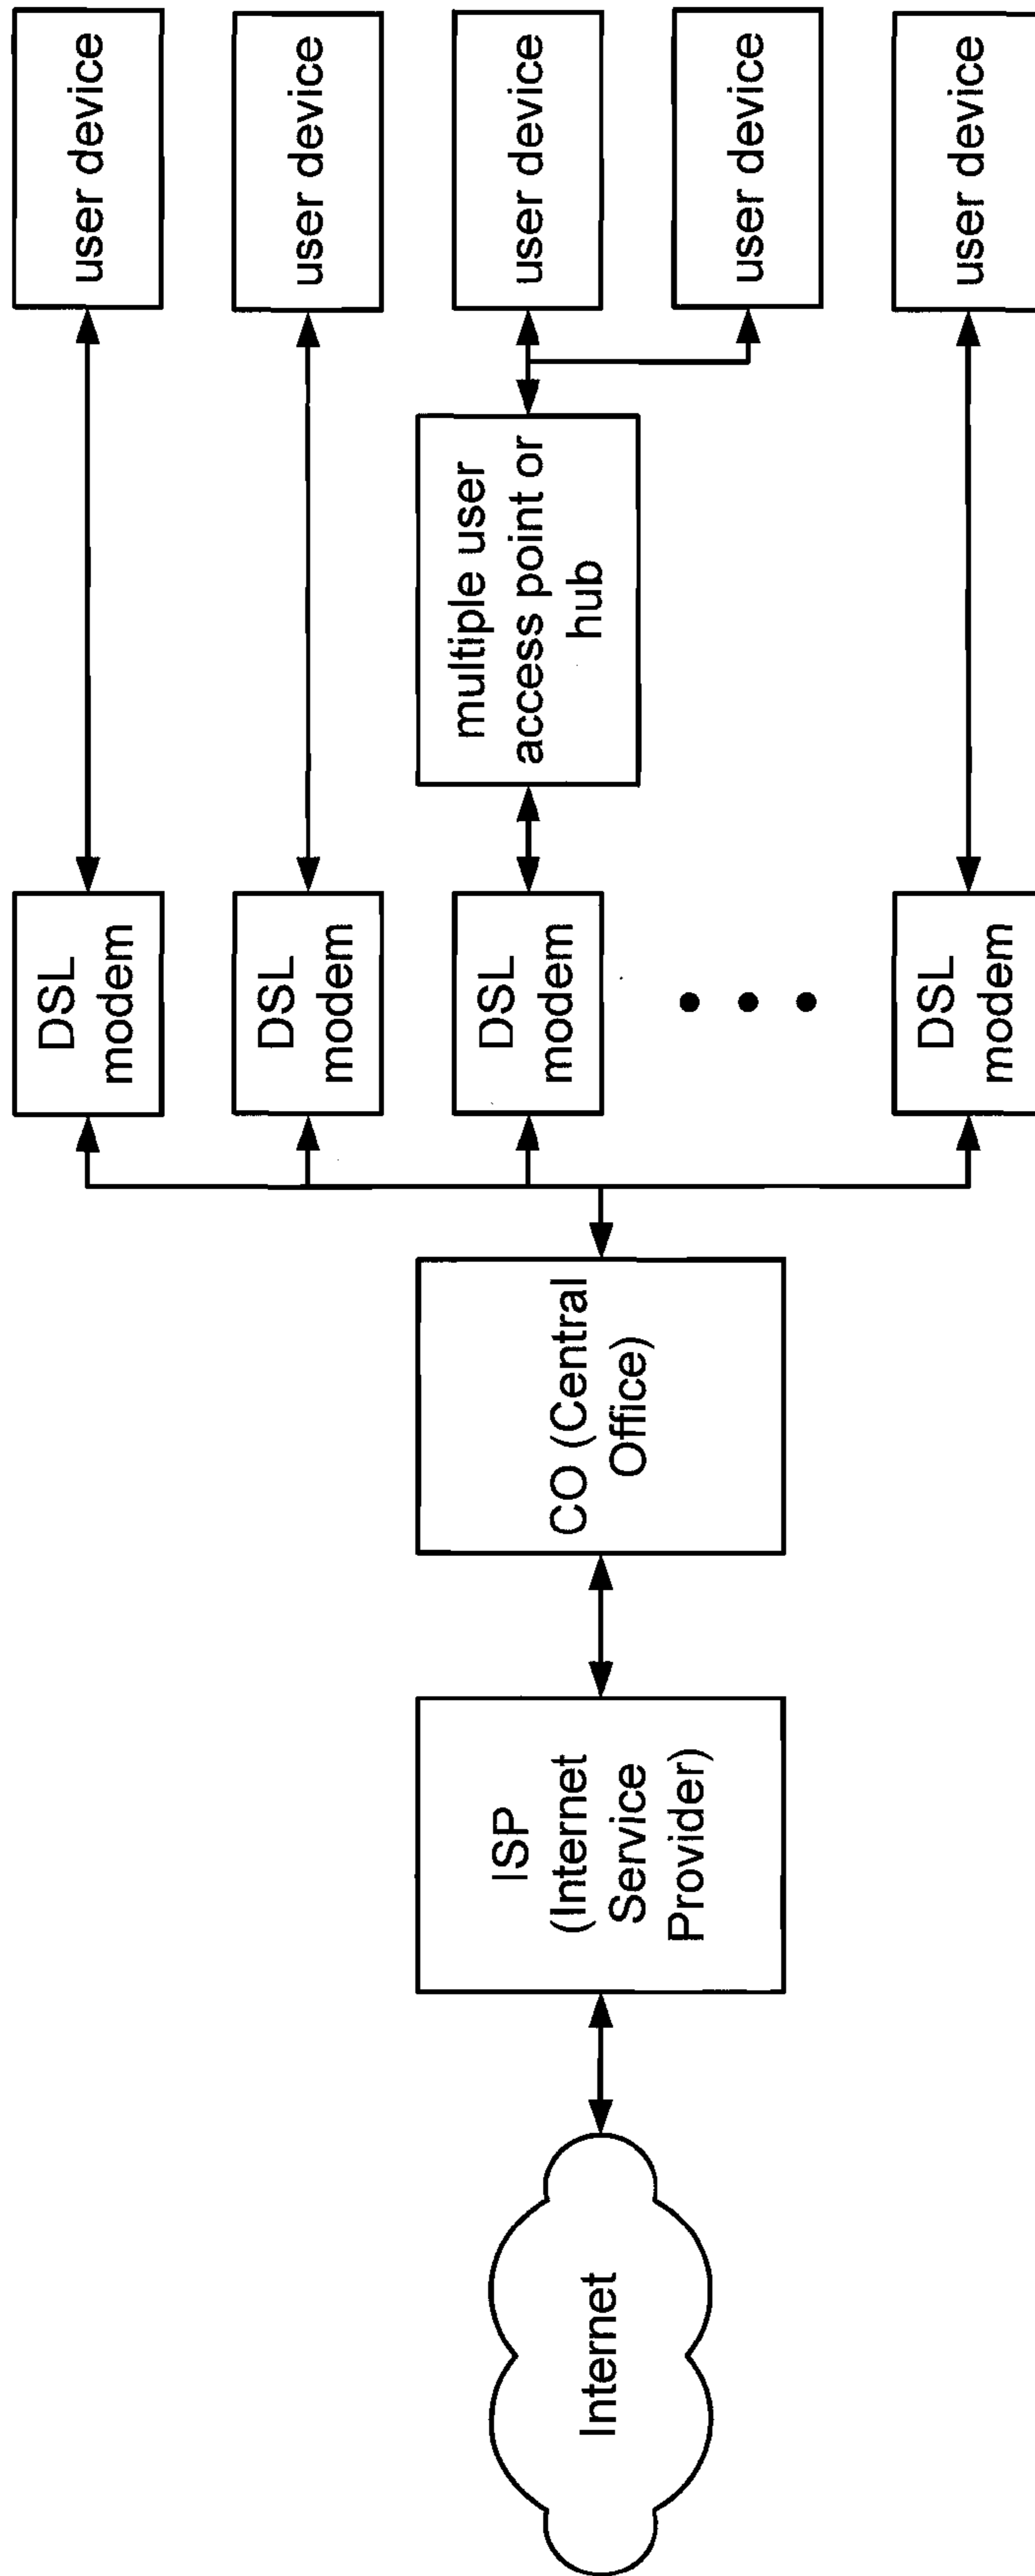 Internet
ISP
(Internet
Service
Provider)
CO (Central
Office)
DSL
modem
user device
DSL
modem
user device
DSL
modem
multiple user
access point or
hub
user device
user device
DSL
modem
user device